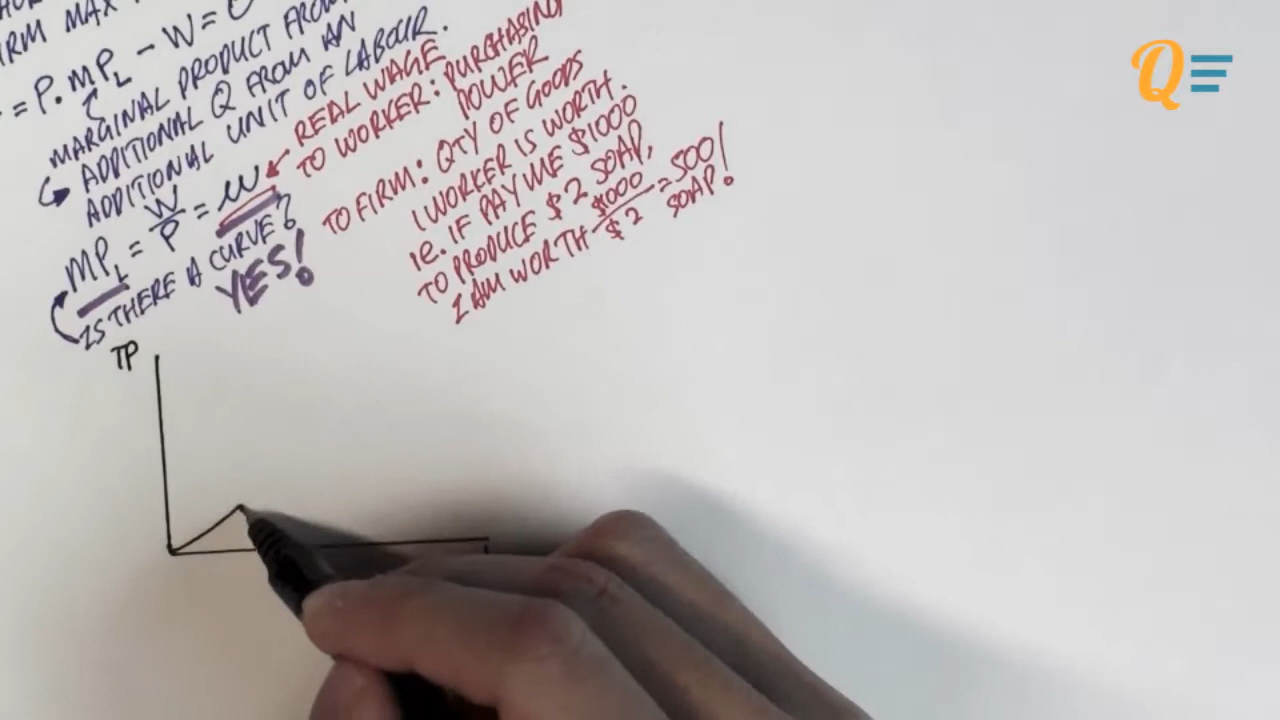 IRM MAX
= P. MPL - W = 0
MARGINAL PRODUCT FROM
ADDITIONAL Q FROM AN
ADDITIONAL UNIT OF LABOUR.
MPL = W/P = w
IS THERE A CURVE?
YES!
REAL WAGE
TO WORKER: PURCHASING
POWER
TO FIRM: QTY OF GOODS
1 WORKER IS WORTH.
ie. IF PAY ME $1000
TO PRODUCE $2 SOAP,
I AM WORTH $1000/$2 = 500 SOAP!
TP
Q